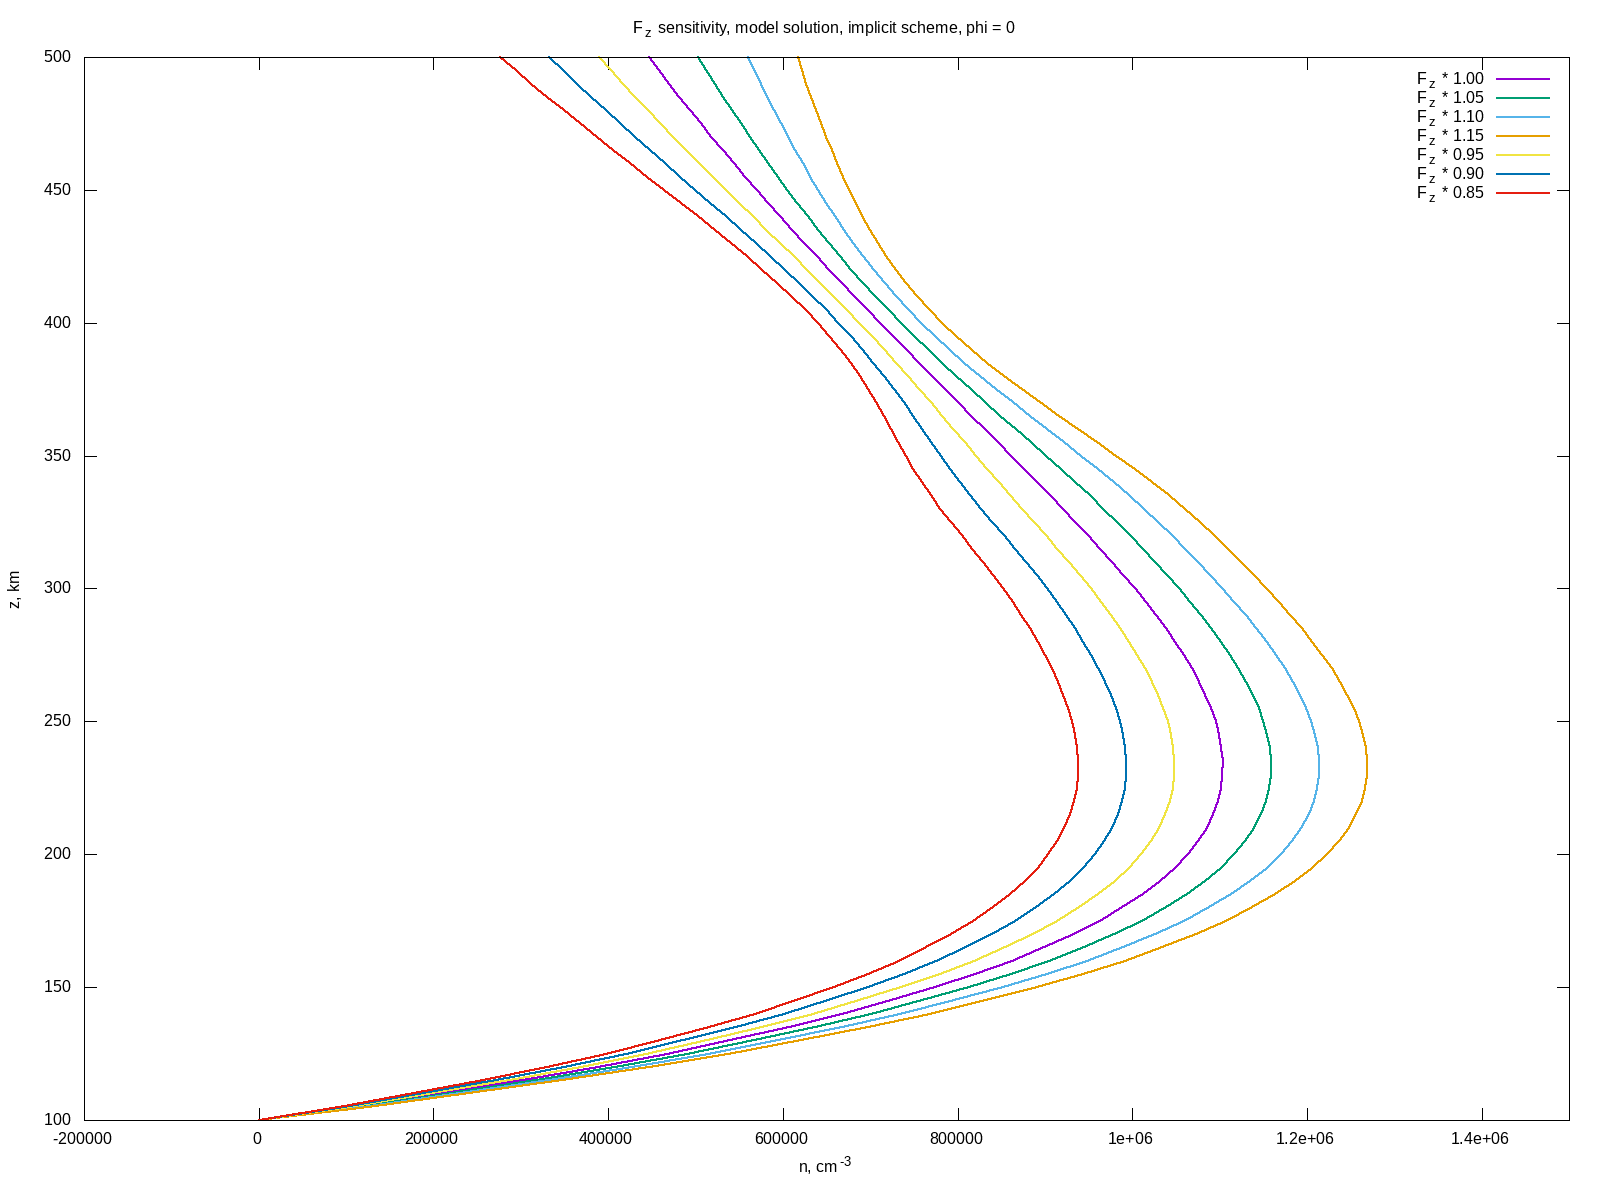 F z sensitivity, model solution, implicit scheme, phi = 0
F z * 1.00
F z * 1.05
F z * 1.10
F z * 1.15
F z * 0.95
F z * 0.90
F z * 0.85
500
450
400
350
300
250
200
150
100
z, km
-200000 0 200000 400000 600000 800000 1e+06 1.2e+06 1.4e+06
n, cm-3